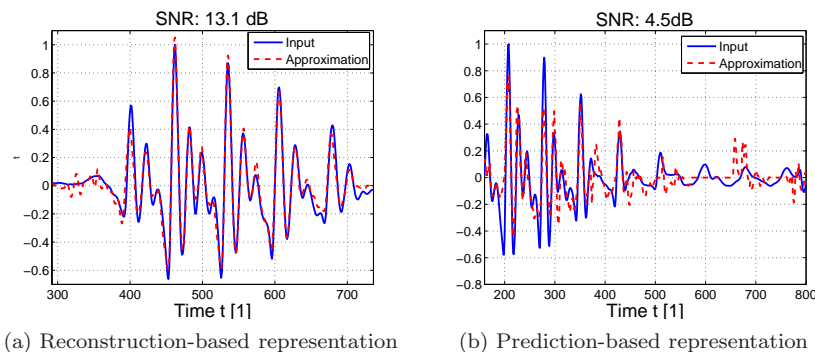 SNR: 13.1 dB
1
0.8
0.6
0.4
0.2
0
−0.2
−0.4
−0.6
t
Input
Approximation
300 400 500 600 700
Time t [1]
(a) Reconstruction-based representation
SNR: 4.5dB
1
0.8
0.6
0.4
0.2
0
−0.2
−0.4
−0.6
−0.8
Input
Approximation
200 300 400 500 600 700 800
Time t [1]
(b) Prediction-based representation